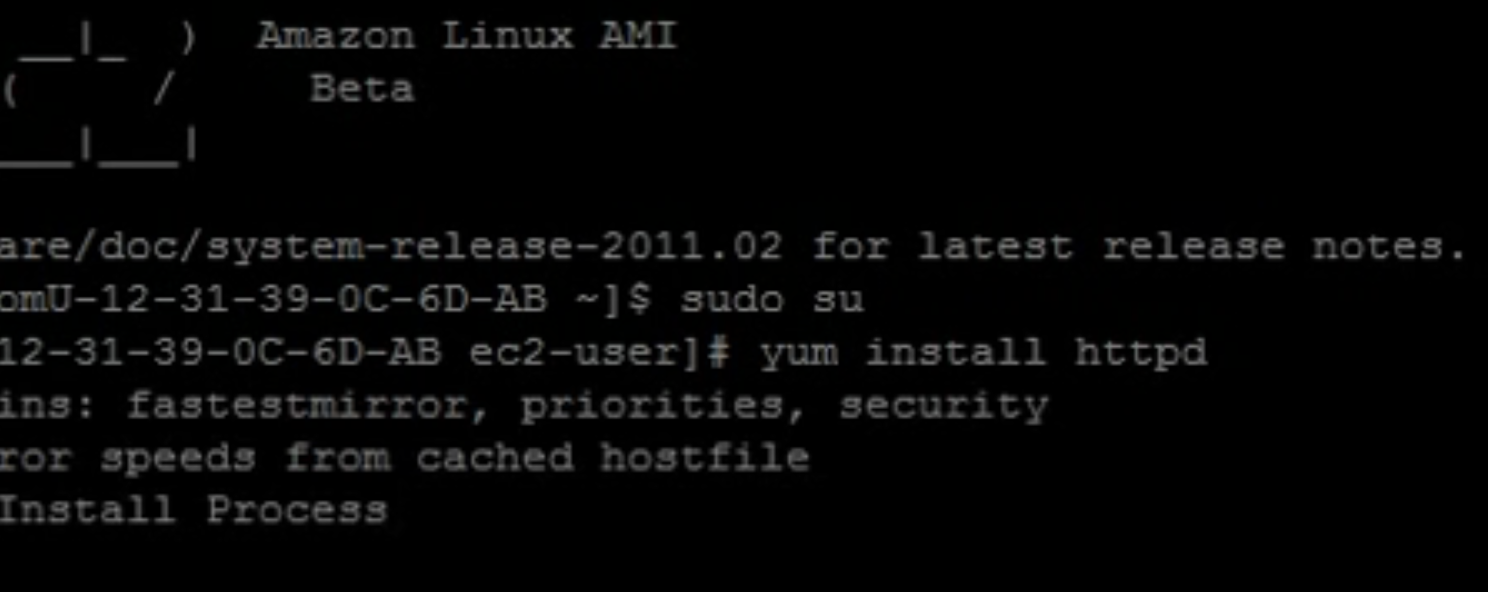 __|_ ) Amazon Linux AMI
( / Beta
___|___|
are/doc/system-release-2011.02 for latest release notes.
omU-12-31-39-0C-6D-AB ~]$ sudo su
12-31-39-0C-6D-AB ec2-user]# yum install httpd
ins: fastestmirror, priorities, security
ror speeds from cached hostfile
Install Process